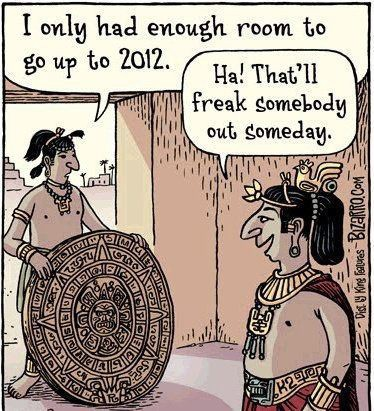 I only had enough room to
go up to 2012.
Ha! That'll
freak somebody
out someday.
BIZARRO.COM
Dist. by King Features